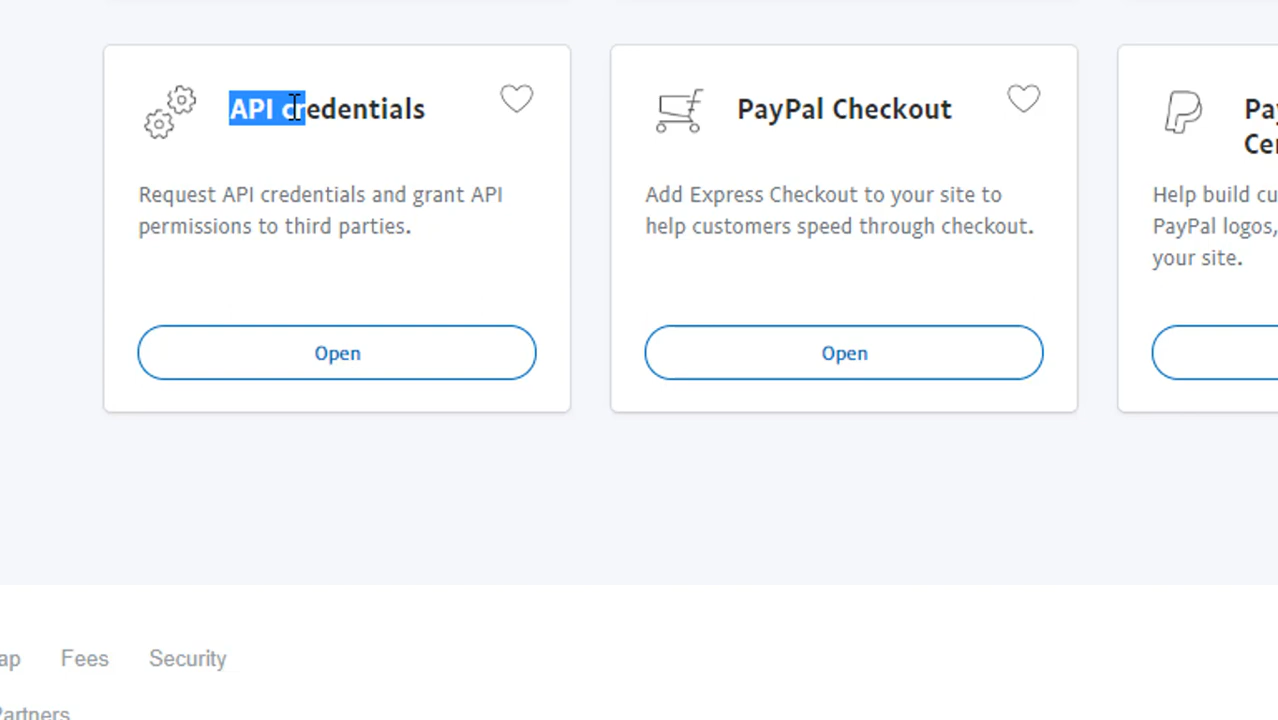 API credentials
Request API credentials and grant API
permissions to third parties.
Open
PayPal Checkout
Add Express Checkout to your site to
help customers speed through checkout.
Open
Help build
PayPal logos,
your site.
Fees
Security
Partners